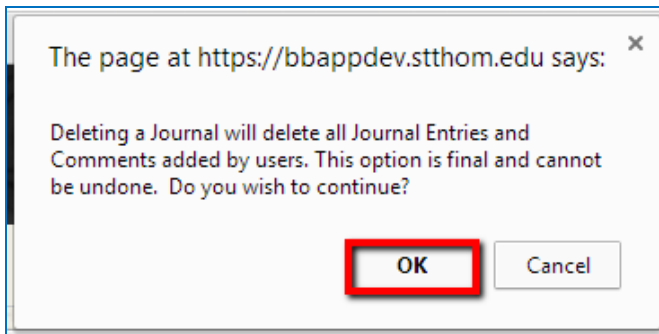 The page at https://bbappdev.stthom.edu says:
Deleting a Journal will delete all Journal Entries and
Comments added by users. This option is final and cannot
be undone.  Do you wish to continue?
OK
Cancel